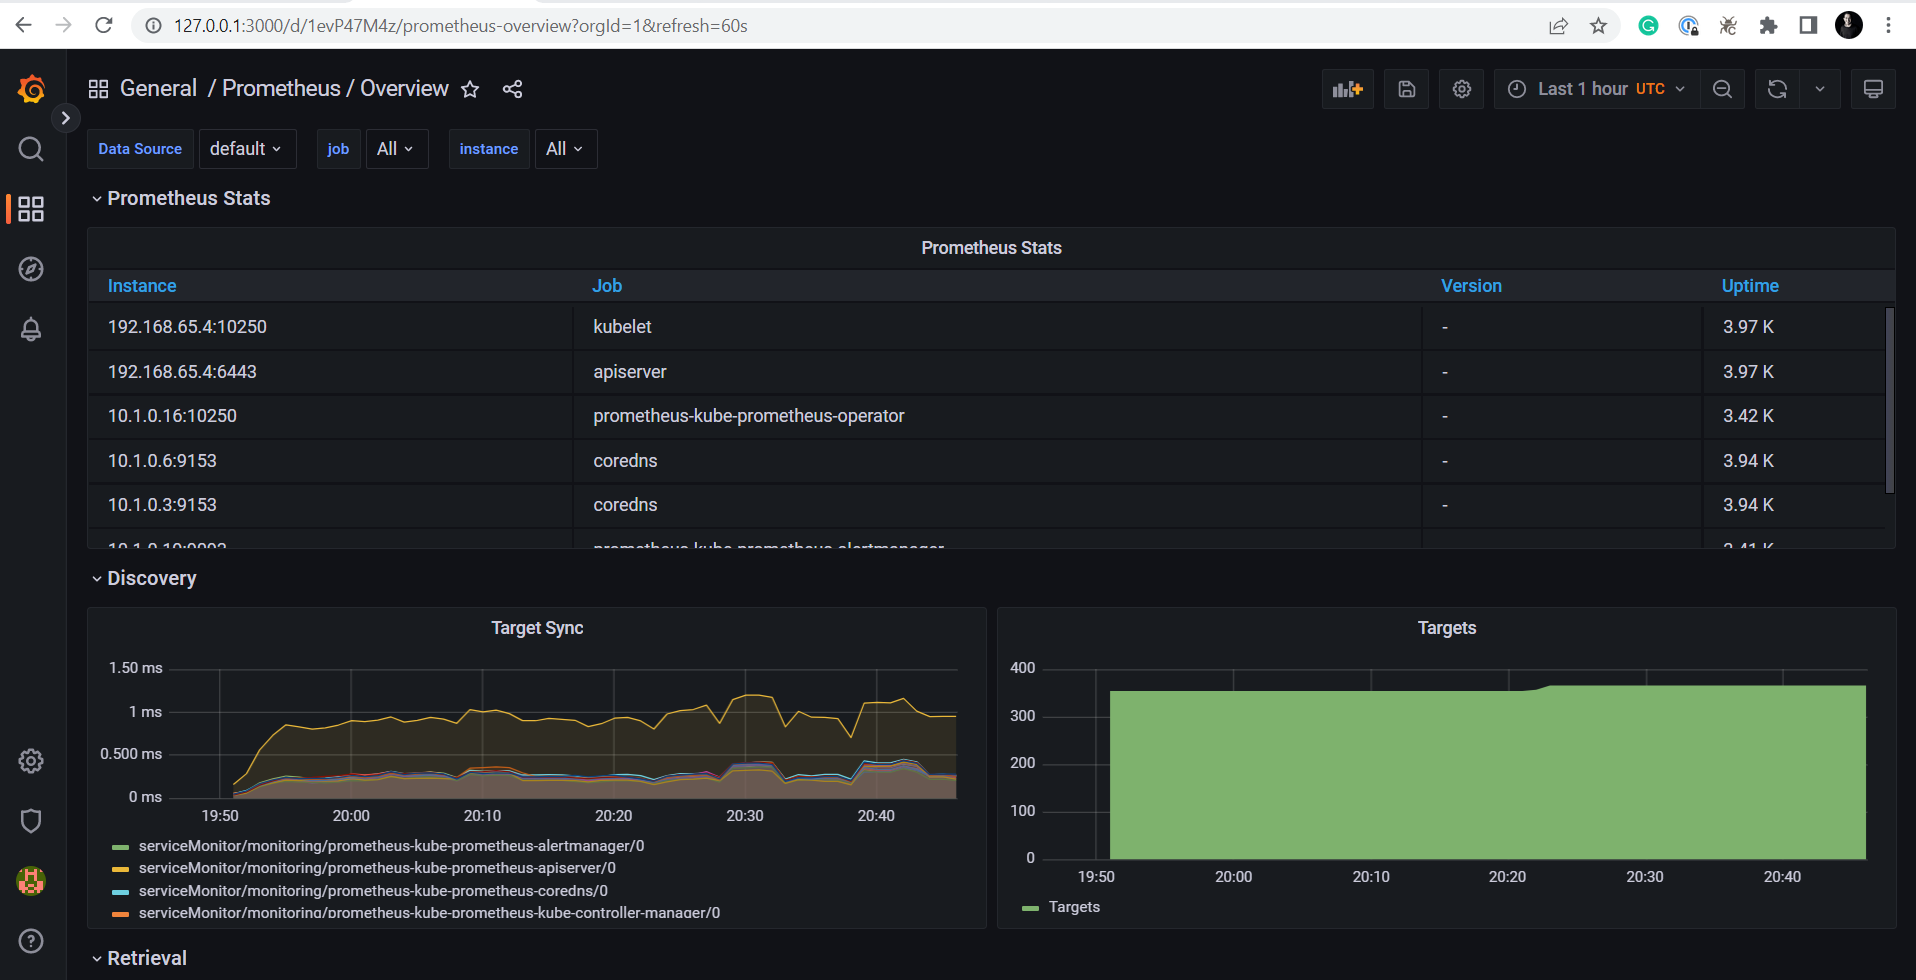 127.0.0.1:3000/d/1evP47M4z/prometheus-overview?orgId=1&refresh=60s
General / Prometheus / Overview
Last 1 hour UTC
Data Source default job All instance All
Prometheus Stats
Prometheus Stats
Instance Job Version Uptime
192.168.65.4:10250 kubelet - 3.97 K
192.168.65.4:6443 apiserver - 3.97 K
10.1.0.16:10250 prometheus-kube-prometheus-operator - 3.42 K
10.1.0.6:9153 coredns - 3.94 K
10.1.0.3:9153 coredns - 3.94 K
prometheus-kube-prometheus-alertmanager
Discovery
Target Sync
1.50 ms
1 ms
0.500 ms
0 ms
19:50 20:00 20:10 20:20 20:30 20:40
serviceMonitor/monitoring/prometheus-kube-prometheus-alertmanager/0
serviceMonitor/monitoring/prometheus-kube-prometheus-apiserver/0
serviceMonitor/monitoring/prometheus-kube-prometheus-coredns/0
serviceMonitor/monitoring/prometheus-kube-prometheus-kube-controller-manager/0
Targets
400
300
200
100
0
19:50 20:00 20:10 20:20 20:30 20:40
Targets
Retrieval